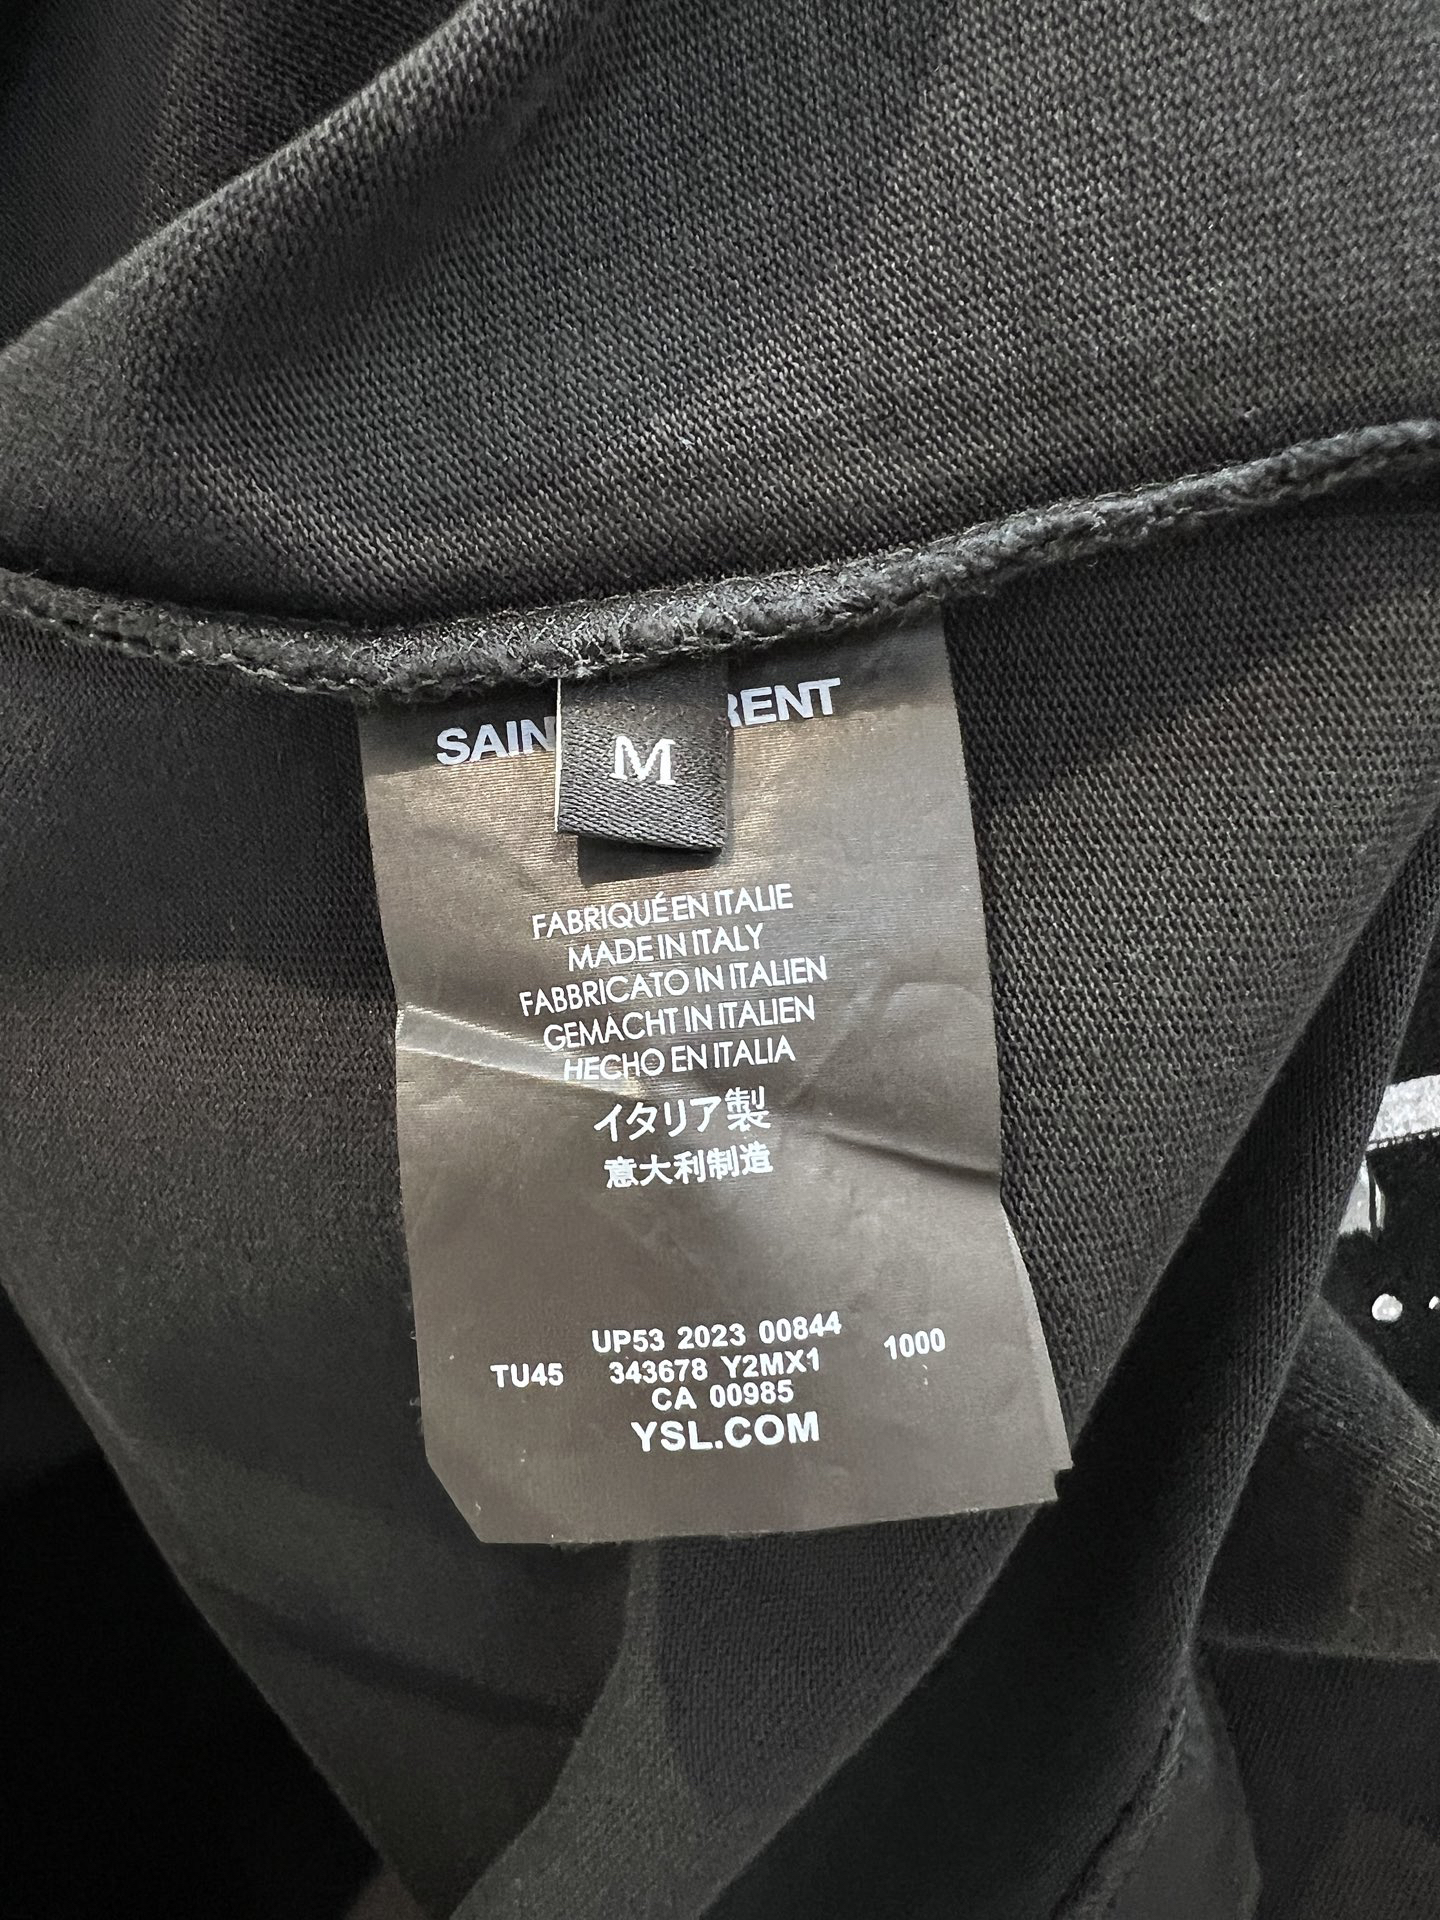 SAIN RENT
M
FABRIQUÉ EN ITALIE
MADE IN ITALY
FABBRICATO IN ITALIEN
GEMACHT IN ITALIEN
HECHO EN ITALIA
イタリア製
意大利制造
UP53 2023 00844
TU45 343678 Y2MX1 1000
CA 00985
YSL.COM